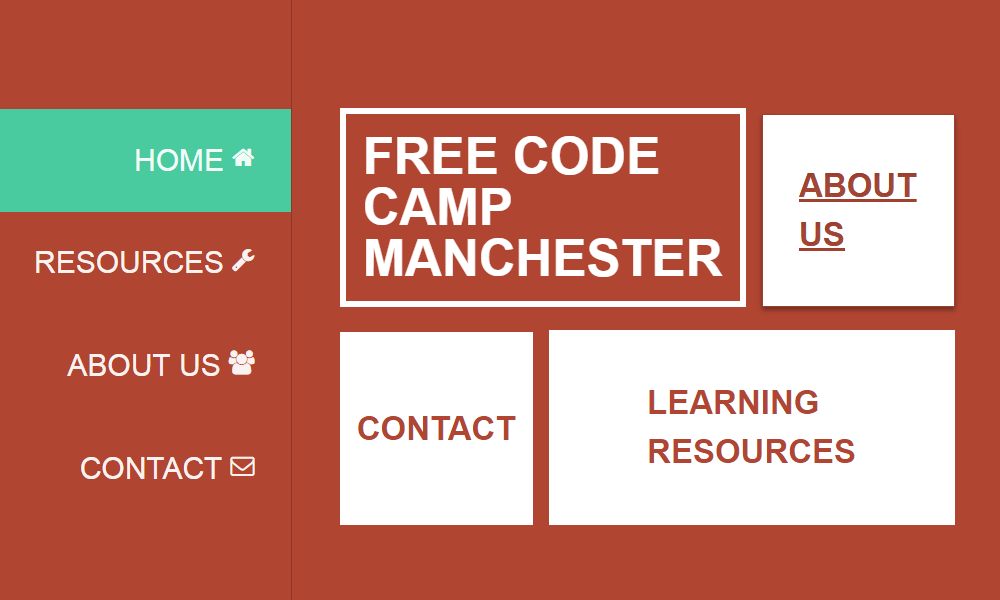 HOME
RESOURCES
ABOUT US
CONTACT
FREE CODE
CAMP
MANCHESTER
ABOUT
US
CONTACT
LEARNING
RESOURCES